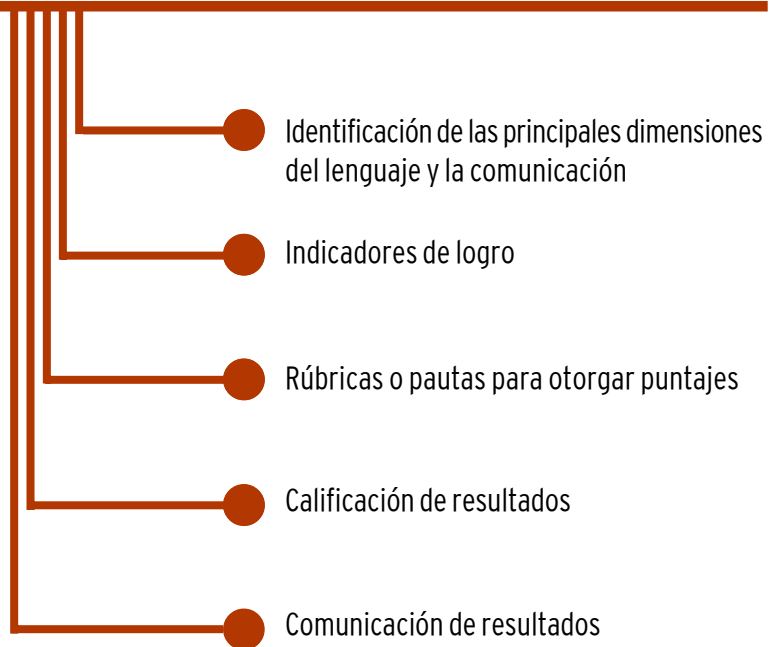 Identificación de las principales dimensiones
del lenguaje y la comunicación
Indicadores de logro
Rúbricas o pautas para otorgar puntajes
Calificación de resultados
Comunicación de resultados